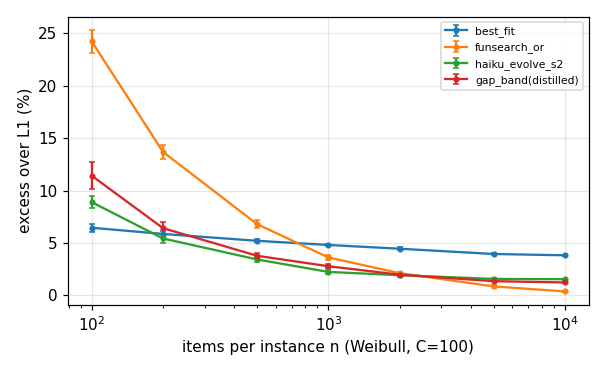 25
20
15
10
5
0
excess over L1 (%)
best_fit
funsearch_or
haiku_evolve_s2
gap_band(distilled)
10²
10³
10⁴
items per instance n (Weibull, C=100)